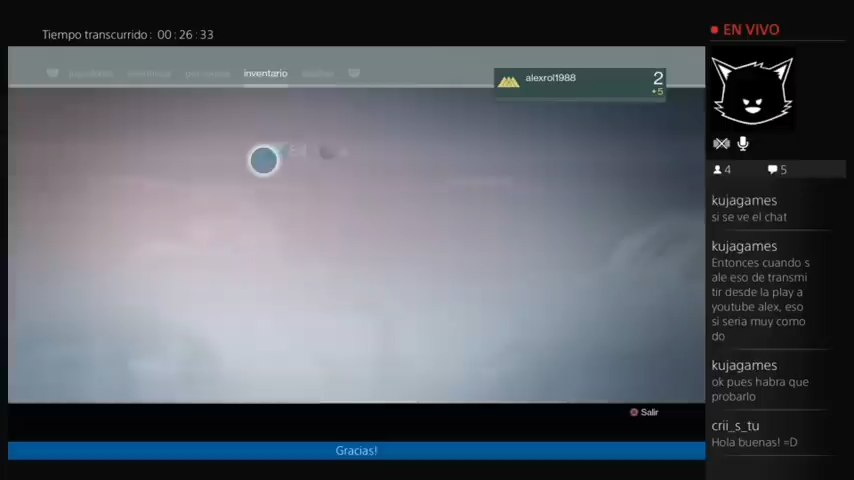 Tiempo transcurrido: 00:26:33
EN VIVO
inventario
alexrol1988
2
+5
4
5
kujagames
si se ve el chat
kujagames
Entonces cuando s
ale eso de transmi
tir desde la play a
youtube alex, eso
si seria muy como
do
kujagames
ok pues habra que
probarlo
Salir
crii_s_tu
Hola buenas! =D
Gracias!